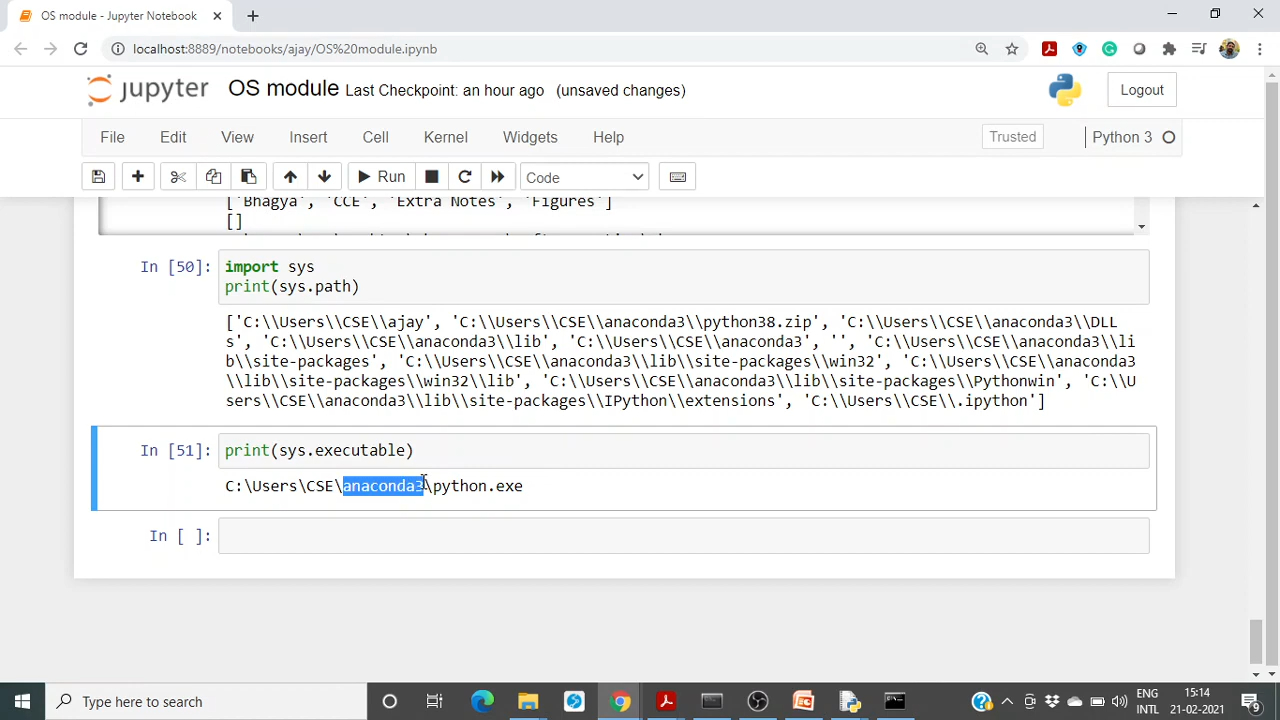 OS module - Jupyter Notebook
localhost:8889/notebooks/ajay/OS%20module.ipynb
jupyter OS module Last Checkpoint: an hour ago (unsaved changes) Logout
File Edit View Insert Cell Kernel Widgets Help Trusted Python 3
Run Code
['Bhagya', 'CCE', 'Extra Notes', 'Figures']
[]
In [50]: import sys
print(sys.path)
['C:\\Users\\CSE\\ajay', 'C:\\Users\\CSE\\anaconda3\\python38.zip', 'C:\\Users\\CSE\\anaconda3\\DLL
s', 'C:\\Users\\CSE\\anaconda3\\lib', 'C:\\Users\\CSE\\anaconda3', '', 'C:\\Users\\CSE\\anaconda3\\li
b\\site-packages', 'C:\\Users\\CSE\\anaconda3\\lib\\site-packages\\win32', 'C:\\Users\\CSE\\anaconda3
\\lib\\site-packages\\win32\\lib', 'C:\\Users\\CSE\\anaconda3\\lib\\site-packages\\Pythonwin', 'C:\\U
sers\\CSE\\anaconda3\\lib\\site-packages\\IPython\\extensions', 'C:\\Users\\CSE\\.ipython']
In [51]: print(sys.executable)
C:\Users\CSE\anaconda3\python.exe
In [ ]:
Type here to search
ENG 15:14
INTL 21-02-2021
9